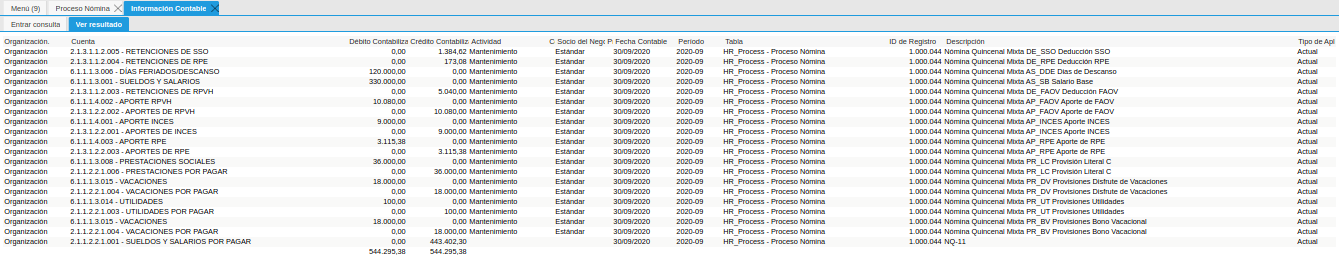 Menú (9) Proceso Nómina Información Contable
Entrar consulta Ver resultado
Organización. Cuenta Débito Contabiliza Crédito Contabiliz Actividad C Socio del Nego P Fecha Contable Período Tabla ID de Registro Descripción Tipo de Apl
Organización 2.1.3.1.1.2.005 - RETENCIONES DE SSO 0,00 1.384,62 Mantenimiento Estándar 30/09/2020 2020-09 HR_Process - Proceso Nómina 1.000.044 Nómina Quincenal Mixta DE_SSO Deducción SSO Actual
Organización 2.1.3.1.1.2.004 - RETENCIONES DE RPE 0,00 173,08 Mantenimiento Estándar 30/09/2020 2020-09 HR_Process - Proceso Nómina 1.000.044 Nómina Quincenal Mixta DE_RPE Deducción RPE Actual
Organización 6.1.1.1.3.006 - DÍAS FERIADOS/DESCANSO 120.000,00 0,00 Mantenimiento Estándar 30/09/2020 2020-09 HR_Process - Proceso Nómina 1.000.044 Nómina Quincenal Mixta AS_DDE Dias de Descanso Actual
Organización 6.1.1.1.3.001 - SUELDOS Y SALARIOS 330.000,00 0,00 Mantenimiento Estándar 30/09/2020 2020-09 HR_Process - Proceso Nómina 1.000.044 Nómina Quincenal Mixta AS_SB Salario Base Actual
Organización 2.1.3.1.1.2.003 - RETENCIONES DE RPVH 0,00 5.040,00 Mantenimiento Estándar 30/09/2020 2020-09 HR_Process - Proceso Nómina 1.000.044 Nómina Quincenal Mixta DE_FAOV Deducción FAOV Actual
Organización 6.1.1.1.4.002 - APORTE RPVH 10.080,00 0,00 Mantenimiento Estándar 30/09/2020 2020-09 HR_Process - Proceso Nómina 1.000.044 Nómina Quincenal Mixta AP_FAOV Aporte de FAOV Actual
Organización 2.1.3.1.2.2.002 - APORTES DE RPVH 0,00 10.080,00 Mantenimiento Estándar 30/09/2020 2020-09 HR_Process - Proceso Nómina 1.000.044 Nómina Quincenal Mixta AP_FAOV Aporte de FAOV Actual
Organización 6.1.1.1.4.001 - APORTE INCES 9.000,00 0,00 Mantenimiento Estándar 30/09/2020 2020-09 HR_Process - Proceso Nómina 1.000.044 Nómina Quincenal Mixta AP_INCES Aporte INCES Actual
Organización 2.1.3.1.2.2.001 - APORTES DE INCES 0,00 9.000,00 Mantenimiento Estándar 30/09/2020 2020-09 HR_Process - Proceso Nómina 1.000.044 Nómina Quincenal Mixta AP_INCES Aporte INCES Actual
Organización 6.1.1.1.4.003 - APORTE RPE 3.115,38 0,00 Mantenimiento Estándar 30/09/2020 2020-09 HR_Process - Proceso Nómina 1.000.044 Nómina Quincenal Mixta AP_RPE Aporte de RPE Actual
Organización 2.1.3.1.2.2.003 - APORTES DE RPE 0,00 3.115,38 Mantenimiento Estándar 30/09/2020 2020-09 HR_Process - Proceso Nómina 1.000.044 Nómina Quincenal Mixta AP_RPE Aporte de RPE Actual
Organización 6.1.1.1.3.008 - PRESTACIONES SOCIALES 36.000,00 0,00 Mantenimiento Estándar 30/09/2020 2020-09 HR_Process - Proceso Nómina 1.000.044 Nómina Quincenal Mixta PR_LC Provisión Literal C Actual
Organización 2.1.1.2.2.1.006 - PRESTACIONES POR PAGAR 0,00 36.000,00 Mantenimiento Estándar 30/09/2020 2020-09 HR_Process - Proceso Nómina 1.000.044 Nómina Quincenal Mixta PR_LC Provisión Literal C Actual
Organización 6.1.1.1.3.015 - VACACIONES 18.000,00 0,00 Mantenimiento Estándar 30/09/2020 2020-09 HR_Process - Proceso Nómina 1.000.044 Nómina Quincenal Mixta PR_DV Provisiones Disfrute de Vacaciones Actual
Organización 2.1.1.2.2.1.004 - VACACIONES POR PAGAR 0,00 18.000,00 Mantenimiento Estándar 30/09/2020 2020-09 HR_Process - Proceso Nómina 1.000.044 Nómina Quincenal Mixta PR_DV Provisiones Disfrute de Vacaciones Actual
Organización 6.1.1.1.3.014 - UTILIDADES 100,00 0,00 Mantenimiento Estándar 30/09/2020 2020-09 HR_Process - Proceso Nómina 1.000.044 Nómina Quincenal Mixta PR_UT Provisiones Utilidades Actual
Organización 2.1.1.2.2.1.003 - UTILIDADES POR PAGAR 0,00 100,00 Mantenimiento Estándar 30/09/2020 2020-09 HR_Process - Proceso Nómina 1.000.044 Nómina Quincenal Mixta PR_UT Provisiones Utilidades Actual
Organización 6.1.1.1.3.015 - VACACIONES 18.000,00 0,00 Mantenimiento Estándar 30/09/2020 2020-09 HR_Process - Proceso Nómina 1.000.044 Nómina Quincenal Mixta PR_BV Provisiones Bono Vacacional Actual
Organización 2.1.1.2.2.1.004 - VACACIONES POR PAGAR 0,00 18.000,00 Mantenimiento Estándar 30/09/2020 2020-09 HR_Process - Proceso Nómina 1.000.044 Nómina Quincenal Mixta PR_BV Provisiones Bono Vacacional Actual
Organización 2.1.1.2.2.1.001 - SUELDOS Y SALARIOS POR PAGAR 0,00 443.402,30 30/09/2020 2020-09 HR_Process - Proceso Nómina 1.000.044 NQ-11 Actual
544.295,38 544.295,38